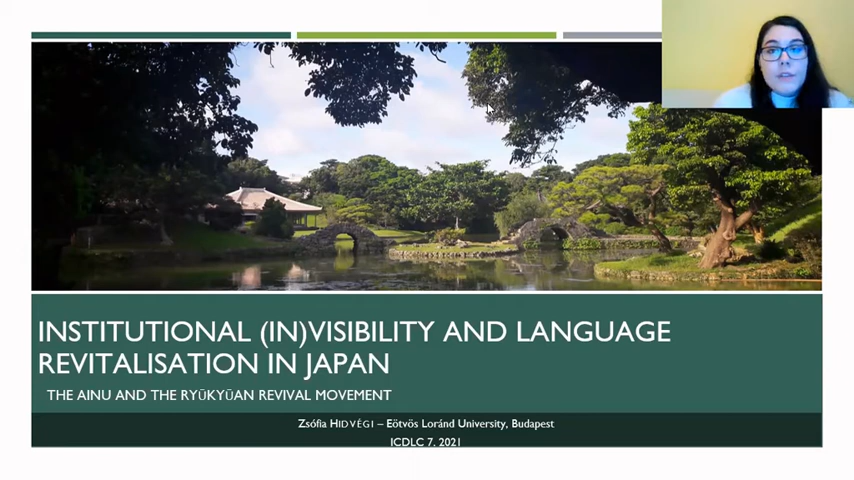 INSTITUTIONAL (IN)VISIBILITY AND LANGUAGE
REVITALISATION IN JAPAN
THE AINU AND THE RYŪKYŪAN REVIVAL MOVEMENT
Zsófia HIDVÉGI – Eötvös Loránd University, Budapest
ICDLC 7. 2021